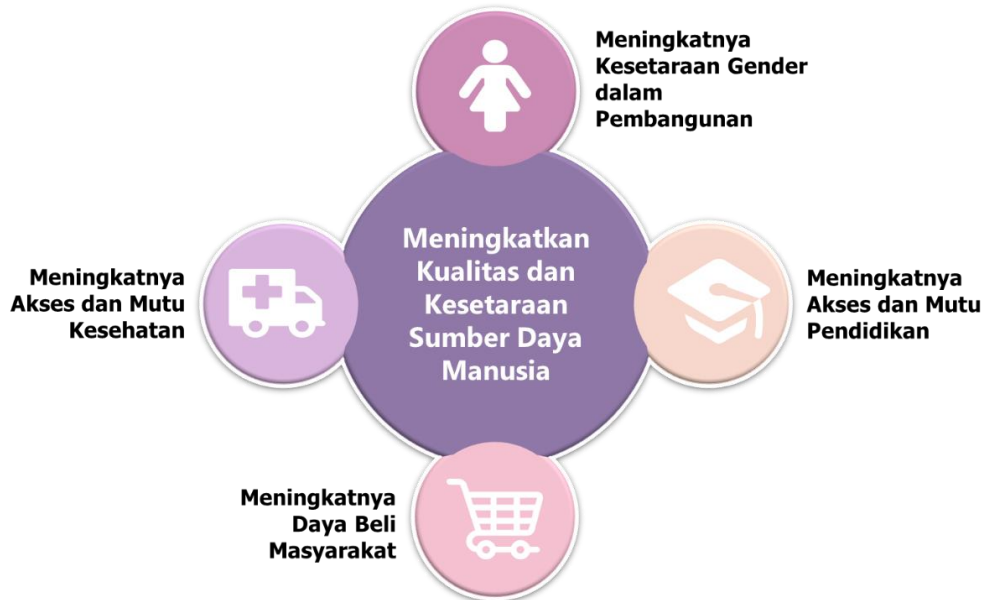 Meningkatnya
Kesetaraan Gender
dalam
Pembangunan
Meningkatkan
Kualitas dan
Kesetaraan
Sumber Daya
Manusia
Meningkatnya
Akses dan Mutu
Kesehatan
Meningkatnya
Akses dan Mutu
Pendidikan
Meningkatnya
Daya Beli
Masyarakat